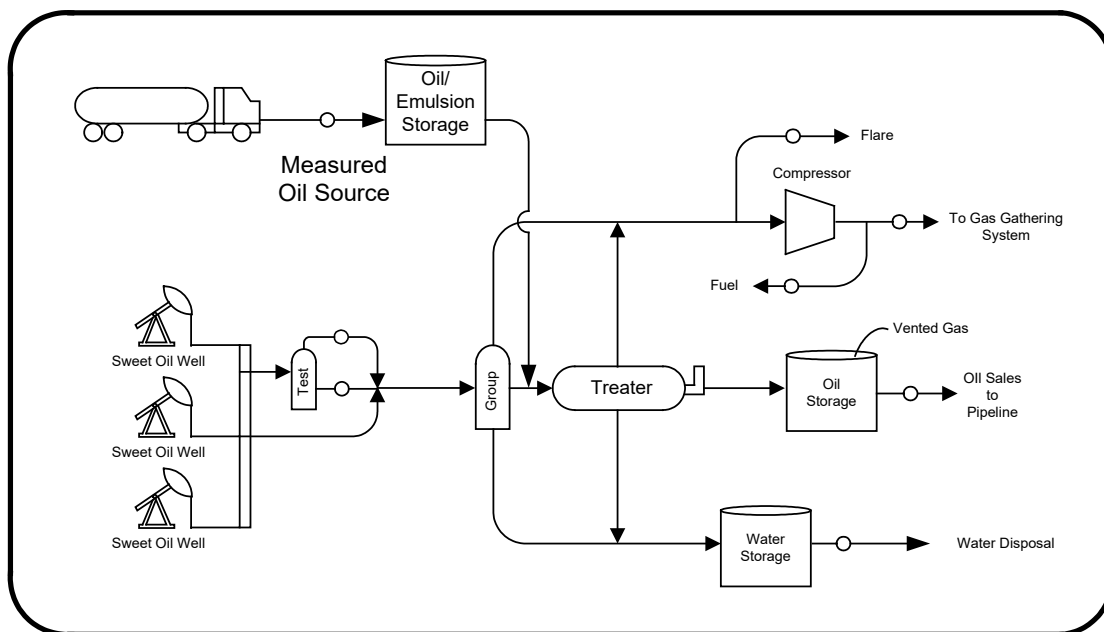 Oil/
Emulsion
Storage
Measured
Oil Source
Flare
Compressor
To Gas Gathering
System
Fuel
Vented Gas
Sweet Oil Well
Test
Group
Treater
Oil
Storage
OIl Sales
to
Pipeline
Sweet Oil Well
Sweet Oil Well
Water
Storage
Water Disposal